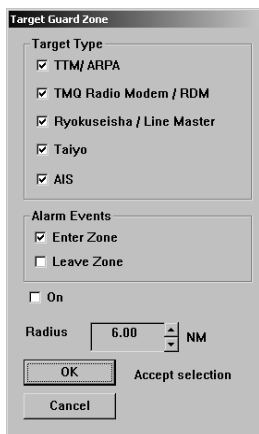 Target Guard Zone
Target Type
TTM/ ARPA
TMQ Radio Modem / RDM
Ryokuseisha / Line Master
Taiyo
AIS
Alarm Events
Enter Zone
Leave Zone
On
Radius 6.00 NM
OK Accept selection
Cancel